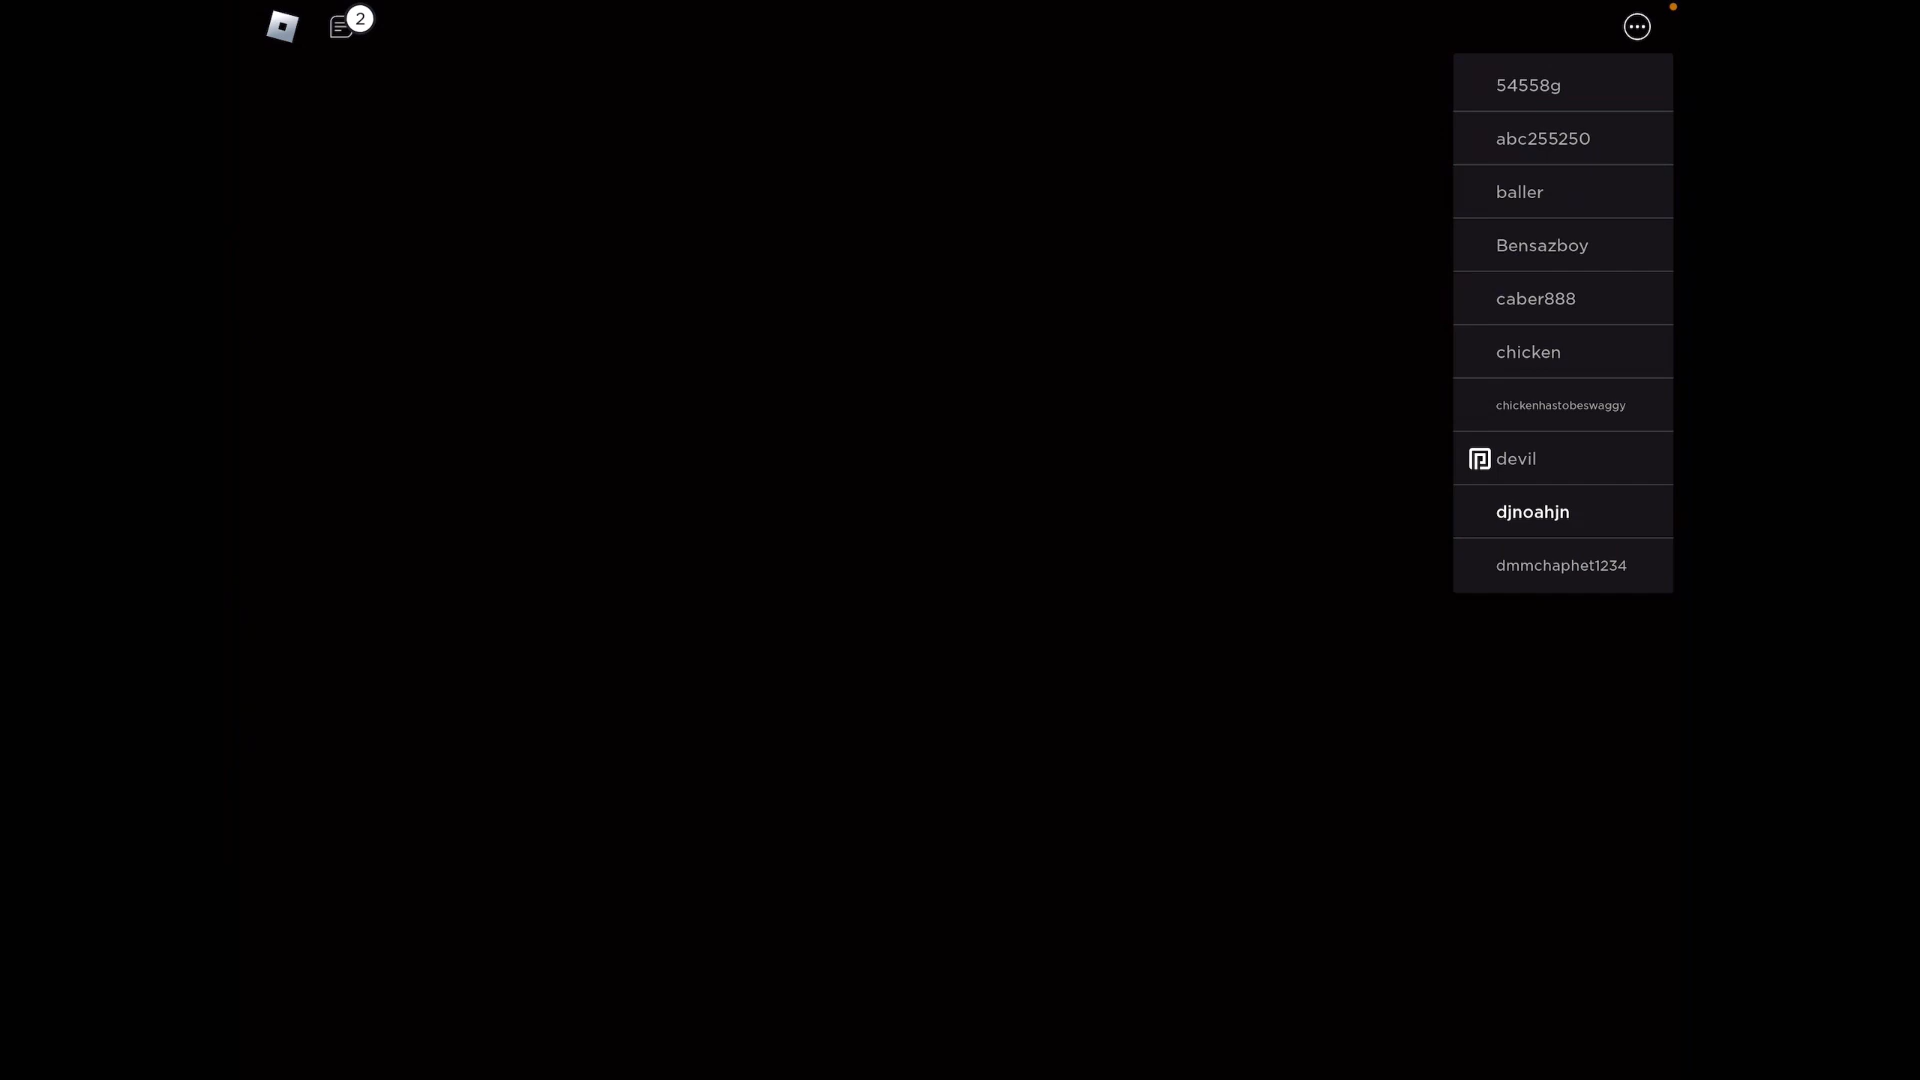 2
54558g
abc255250
baller
Bensazboy
caber888
chicken
chickenhastobeswaggy
devil
djnoahjn
dmmchaphet1234